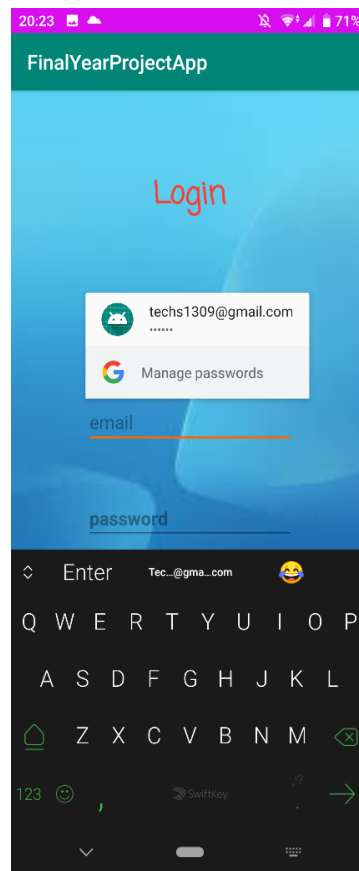 20:23 71%
FinalYearProjectApp
Login
techs1309@gmail.com
••••••
Manage passwords
email
password
Enter Tec...@gma...com 😂
Q W E R T Y U I O P
A S D F G H J K L
Z X C V B N M
123 , SwiftKey ,!? .